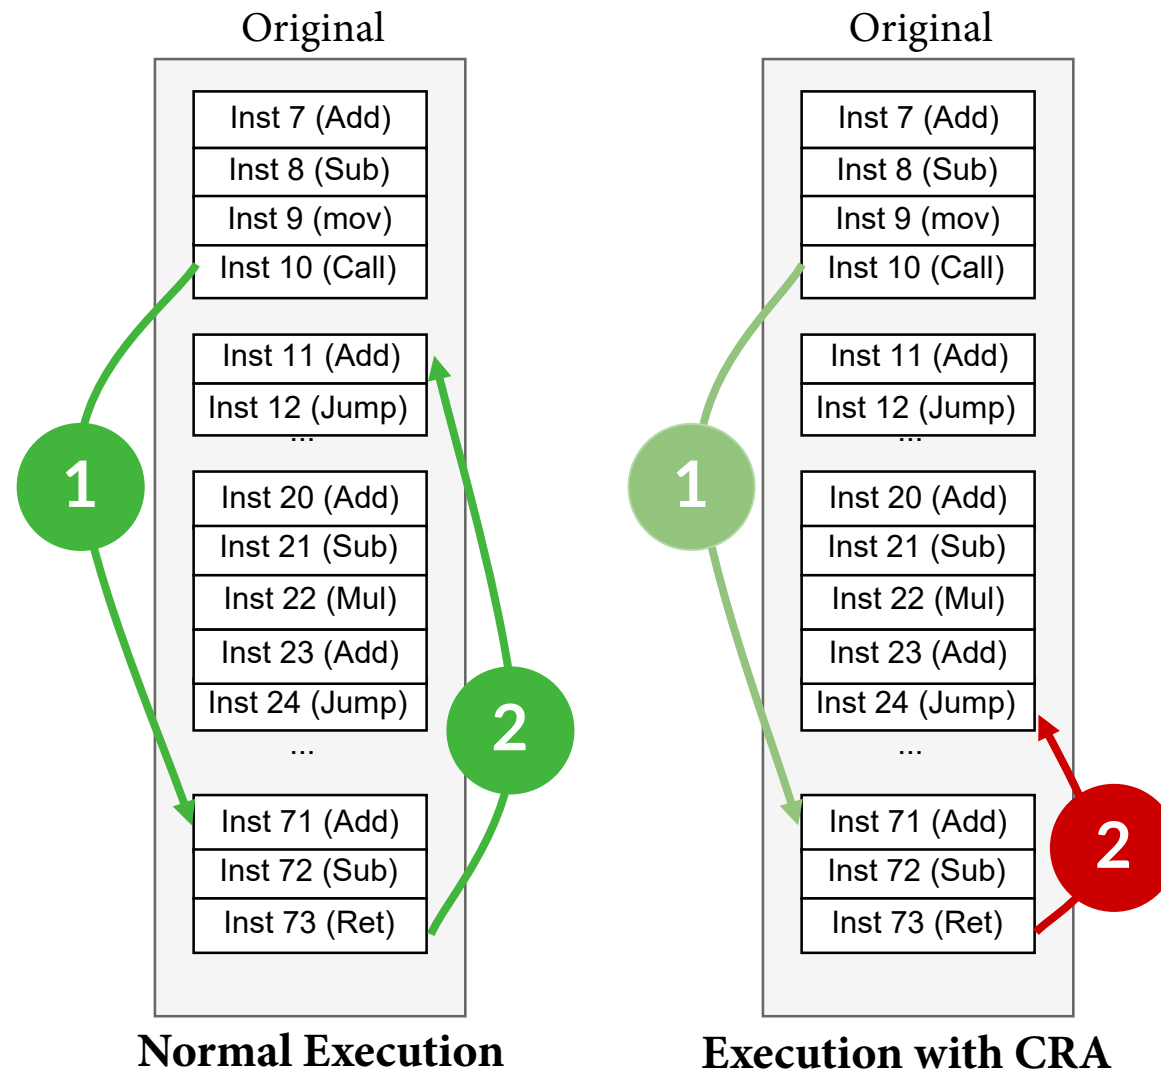 Original
Inst 7 (Add)
Inst 8 (Sub)
Inst 9 (mov)
Inst 10 (Call)
Inst 11 (Add)
Inst 12 (Jump)
...
1
Inst 20 (Add)
Inst 21 (Sub)
Inst 22 (Mul)
Inst 23 (Add)
Inst 24 (Jump)
2
...
Inst 71 (Add)
Inst 72 (Sub)
Inst 73 (Ret)
Normal Execution
Original
Inst 7 (Add)
Inst 8 (Sub)
Inst 9 (mov)
Inst 10 (Call)
Inst 11 (Add)
Inst 12 (Jump)
...
1
Inst 20 (Add)
Inst 21 (Sub)
Inst 22 (Mul)
Inst 23 (Add)
Inst 24 (Jump)
...
Inst 71 (Add)
2
Inst 72 (Sub)
Inst 73 (Ret)
Execution with CRA